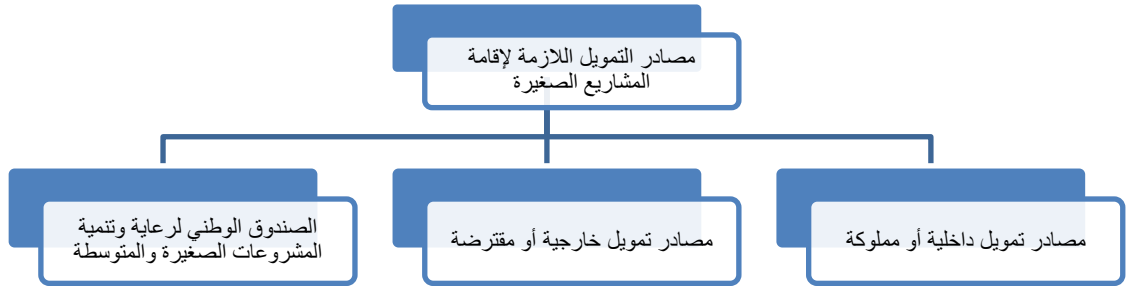 مصادر التمويل اللازمة لإقامة
المشاريع الصغيرة
مصادر تمويل داخلية أو مملوكة
مصادر تمويل خارجية أو مقترضة
الصندوق الوطني لرعاية وتنمية
المشروعات الصغيرة والمتوسطة